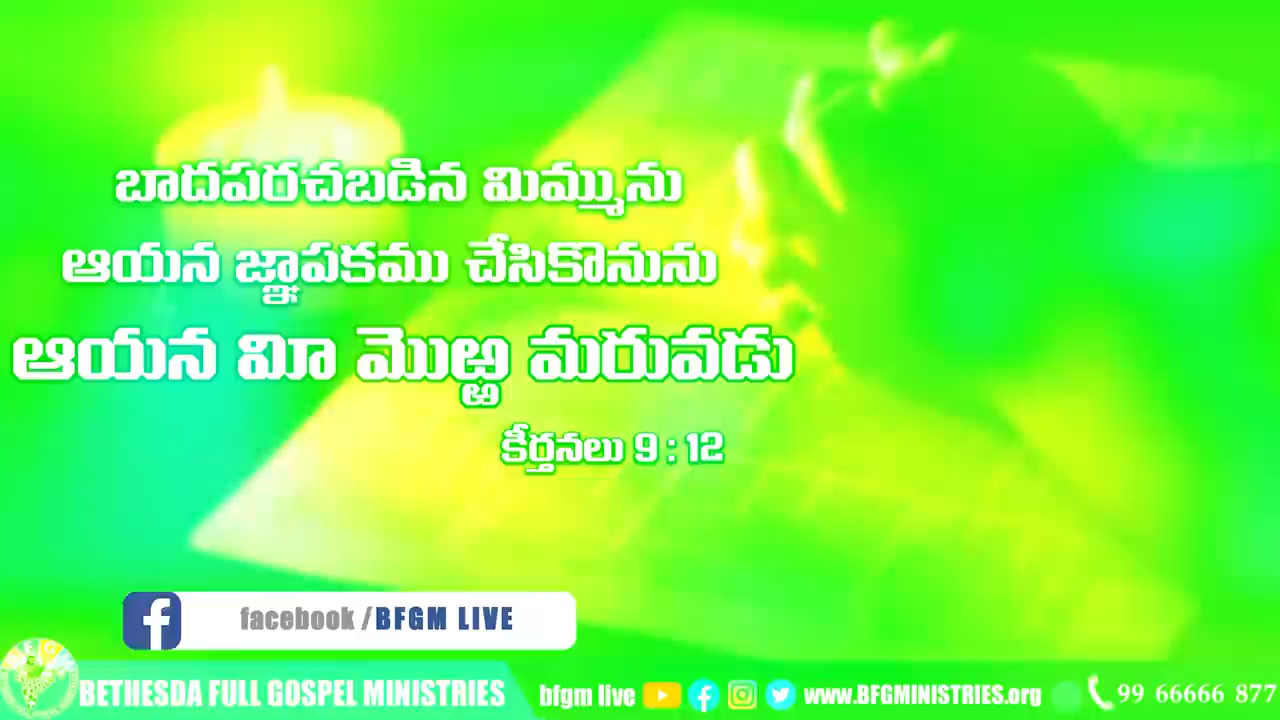 బాదపరచబడిన మిమ్మును
ఆయన జ్ఞాపకము చేసికొనును
ఆయన మీ మొఱ్ఱ మరువడు
కీర్తనలు 9 : 12
facebook / BFGM LIVE
BETHESDA FULL GOSPEL MINISTRIES bfgm live www.BFGMINISTRIES.org 99 66666 877